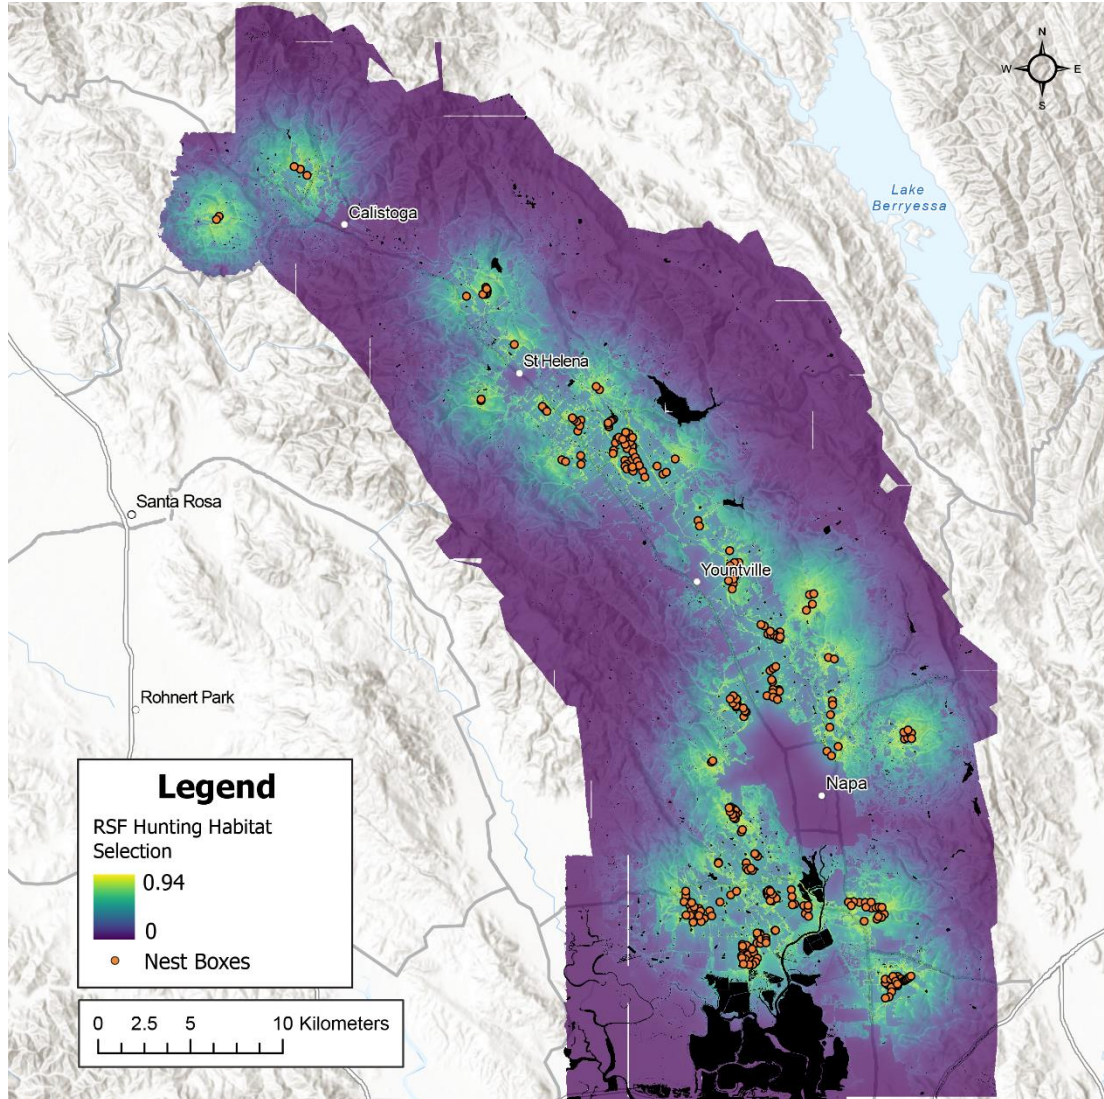 N
W E
S
Lake
Berryessa
Calistoga
St Helena
Santa Rosa
Yountville
Rohnert Park
Napa
Legend
RSF Hunting Habitat
Selection
0.94
0
Nest Boxes
0 2.5 5 10 Kilometers